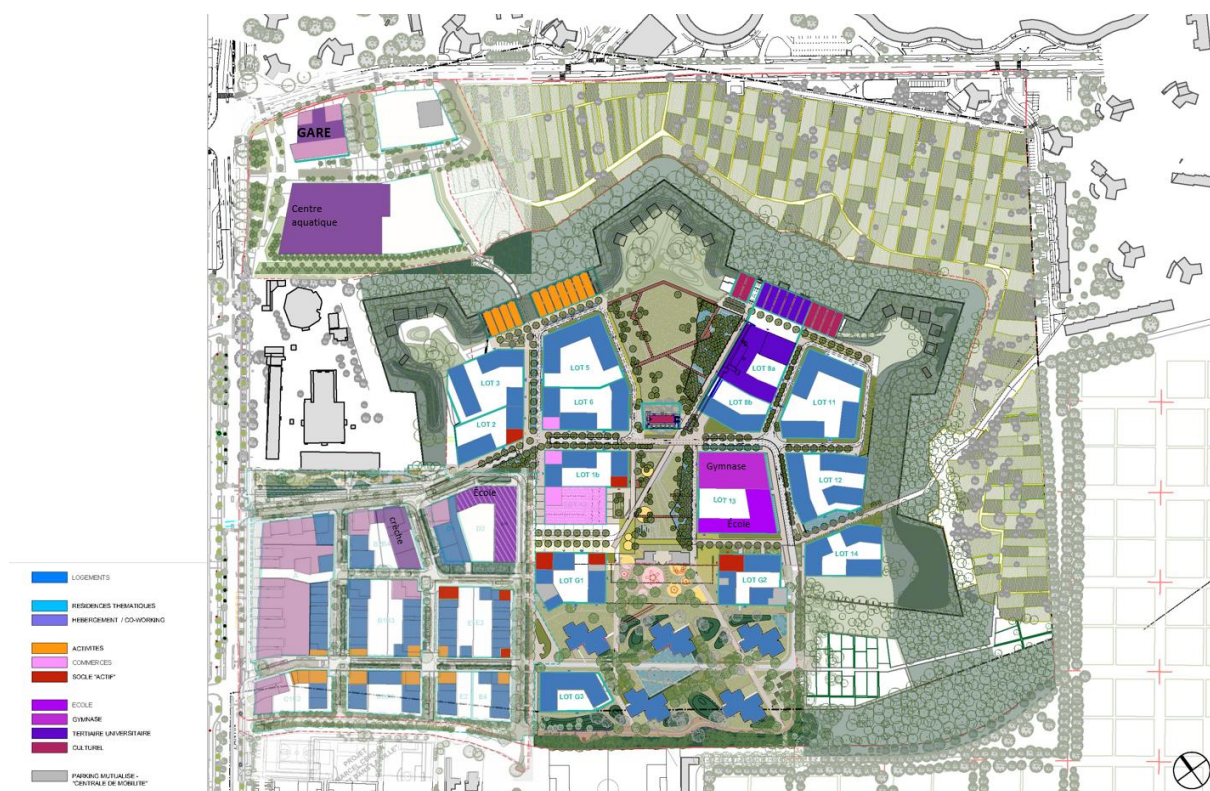 GARE
Centre
aquatique
LOT 3
LOT 5
LOT 8a
LOT 6
LOT 8b
LOT 11
LOT 2
LOT 1b
Gymnase
LOT 12
École
LOT 13
École
crèche
LOT 14
LOT G1
LOT G2
LOT G3
LOGEMENTS
RESIDENCES THEMATIQUES
HEBERGEMENT / CO-WORKING
ACTIVITES
COMMERCES
SOCLE "ACTIF"
ECOLE
GYMNASE
TERTIAIRE UNIVERSITAIRE
CULTUREL
PARKING MUTUALISE -
"CENTRALE DE MOBILITE"